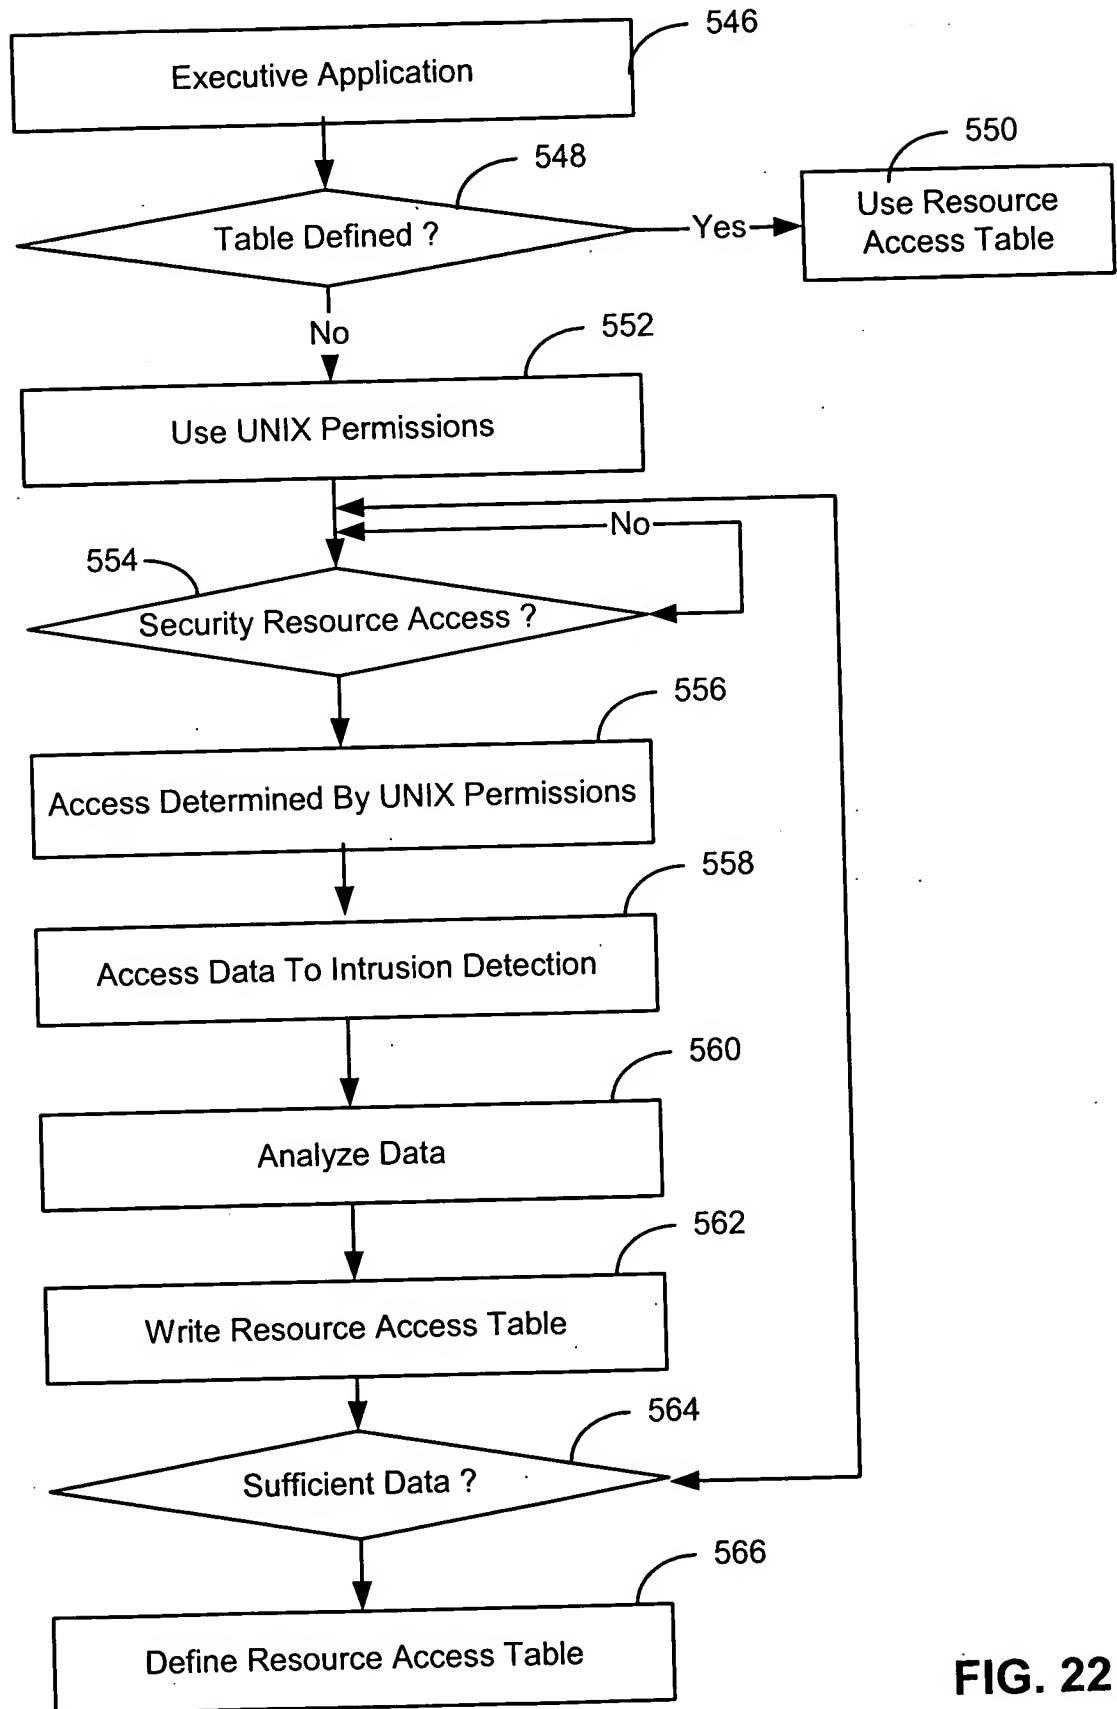 546
Executive Application
548
550
Table Defined ?
Yes
Use Resource
Access Table
No
552
Use UNIX Permissions
No
554
Security Resource Access ?
556
Access Determined By UNIX Permissions
558
Access Data To Intrusion Detection
560
Analyze Data
562
Write Resource Access Table
564
Sufficient Data ?
566
Define Resource Access Table
FIG. 22